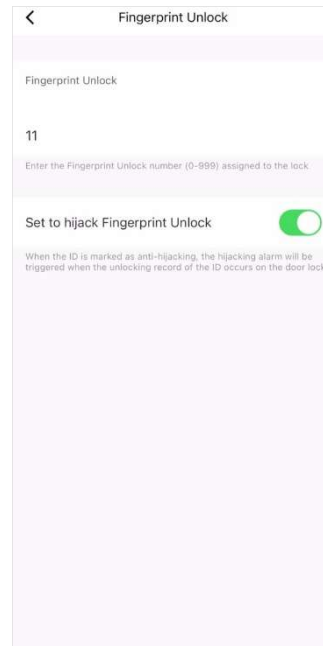 Fingerprint Unlock
Fingerprint Unlock
11
Enter the Fingerprint Unlock number (0-999) assigned to the lock
Set to hijack Fingerprint Unlock
When the ID is marked as anti-hijacking, the hijacking alarm will be
triggered when the unlocking record of the ID occurs on the door lock